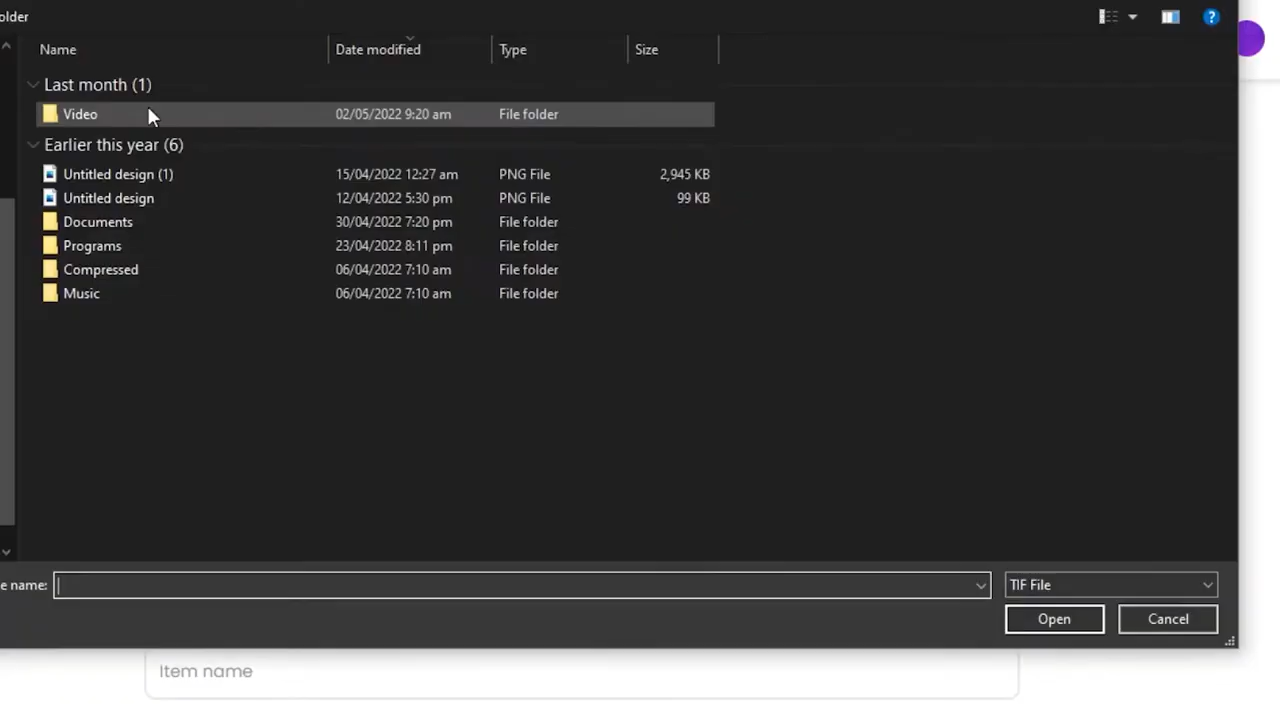 older
Name Date modified Type Size
Last month (1)
Video 02/05/2022 9:20 am File folder
Earlier this year (6)
Untitled design (1) 15/04/2022 12:27 am PNG File 2,945 KB
Untitled design 12/04/2022 5:30 pm PNG File 99 KB
Documents 30/04/2022 7:20 pm File folder
Programs 23/04/2022 8:11 pm File folder
Compressed 06/04/2022 7:10 am File folder
Music 06/04/2022 7:10 am File folder
e name: TIF File
Open Cancel
Item name